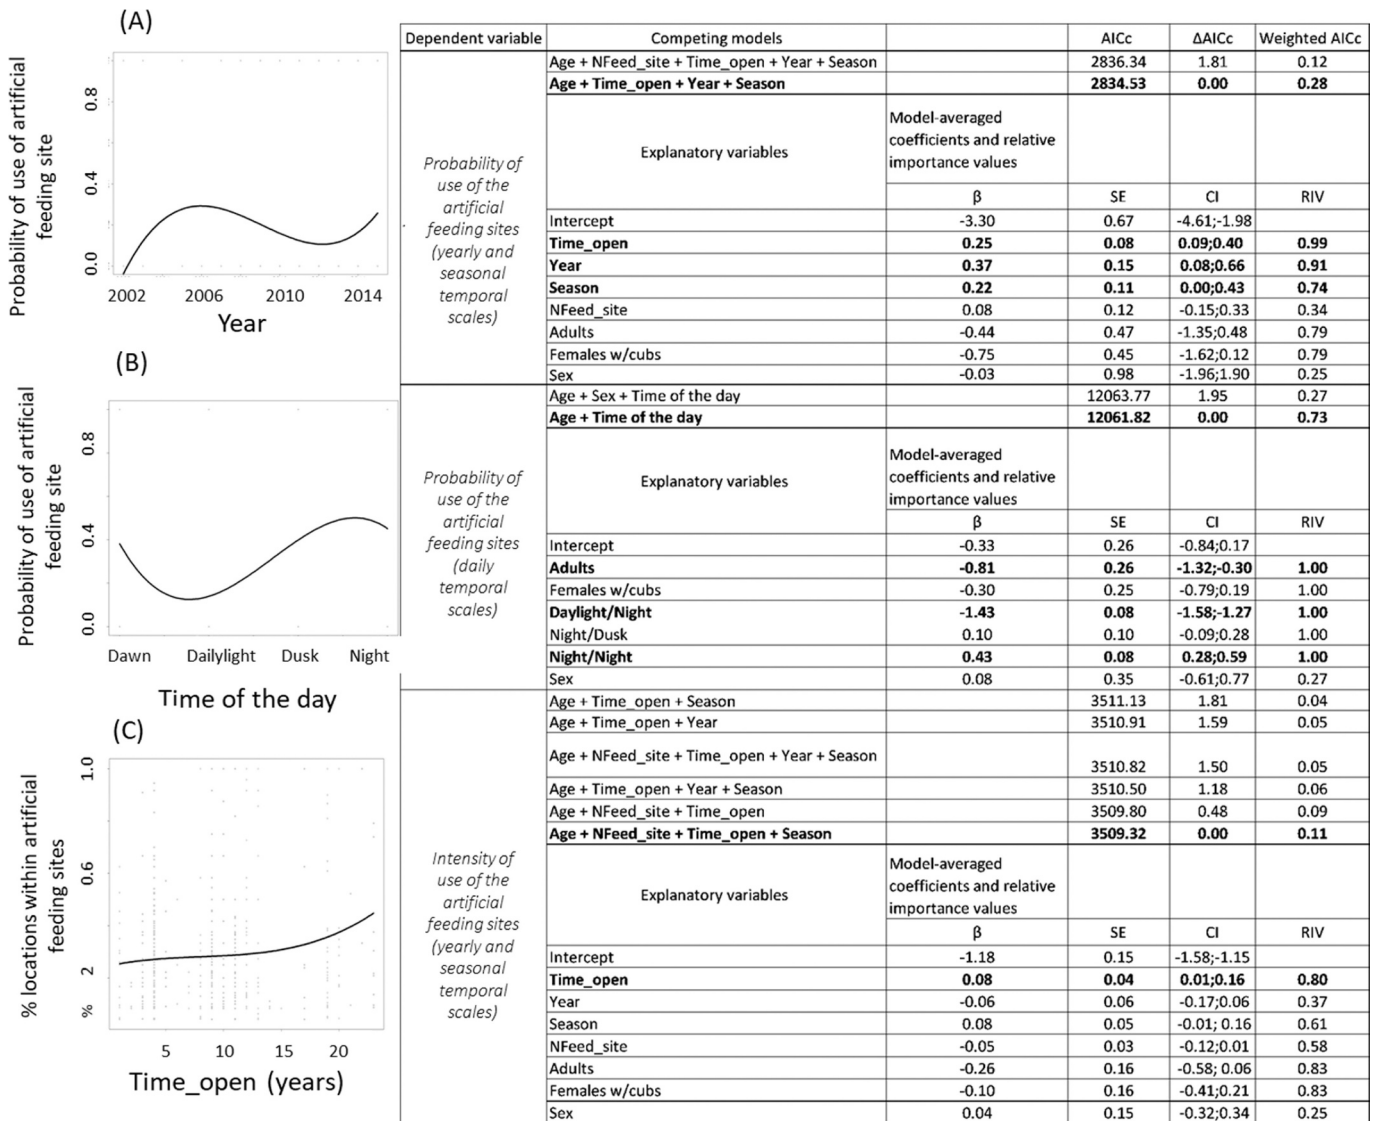 (A)
Probability of use of artificial
feeding site
0.8
0.4
0.0
2002 2006 2010 2014
Year
(B)
Probability of use of artificial
feeding site
0.8
0.4
0.0
Dawn Dailylight Dusk Night
Time of the day
(C)
% locations within artificial
feeding sites
1.0
0.6
2
%
5 10 15 20
Time_open (years)
Dependent variable Competing models AICc ΔAICc Weighted AICc
Probability of
use of the
artificial
feeding sites
(yearly and
seasonal
temporal
scales)
Age + NFeed_site + Time_open + Year + Season 2836.34 1.81 0.12
Age + Time_open + Year + Season 2834.53 0.00 0.28
Explanatory variables
Model-averaged
coefficients and relative
importance values
β SE CI RIV
Intercept -3.30 0.67 -4.61;-1.98
Time_open 0.25 0.08 0.09;0.40 0.99
Year 0.37 0.15 0.08;0.66 0.91
Season 0.22 0.11 0.00;0.43 0.74
NFeed_site 0.08 0.12 -0.15;0.33 0.34
Adults -0.44 0.47 -1.35;0.48 0.79
Females w/cubs -0.75 0.45 -1.62;0.12 0.79
Sex -0.03 0.98 -1.96;1.90 0.25
Probability of
use of the
artificial
feeding sites
(daily
temporal
scales)
Age + Sex + Time of the day 12063.77 1.95 0.27
Age + Time of the day 12061.82 0.00 0.73
Explanatory variables
Model-averaged
coefficients and relative
importance values
β SE CI RIV
Intercept -0.33 0.26 -0.84;0.17
Adults -0.81 0.26 -1.32;-0.30 1.00
Females w/cubs -0.30 0.25 -0.79;0.19 1.00
Daylight/Night -1.43 0.08 -1.58;-1.27 1.00
Night/Dusk 0.10 0.10 -0.09;0.28 1.00
Night/Night 0.43 0.08 0.28;0.59 1.00
Sex 0.08 0.35 -0.61;0.77 0.27
Intensity of
use of the
artificial
feeding sites
(yearly and
seasonal
temporal
scales)
Age + Time_open + Season 3511.13 1.81 0.04
Age + Time_open + Year 3510.91 1.59 0.05
Age + NFeed_site + Time_open + Year + Season 3510.82 1.50 0.05
Age + Time_open + Year + Season 3510.50 1.18 0.06
Age + NFeed_site + Time_open 3509.80 0.48 0.09
Age + NFeed_site + Time_open + Season 3509.32 0.00 0.11
Explanatory variables
Model-averaged
coefficients and relative
importance values
β SE CI RIV
Intercept -1.18 0.15 -1.58;-1.15
Time_open 0.08 0.04 0.01;0.16 0.80
Year -0.06 0.06 -0.17;0.06 0.37
Season 0.08 0.05 -0.01; 0.16 0.61
NFeed_site -0.05 0.03 -0.12;0.01 0.58
Adults -0.26 0.16 -0.58; 0.06 0.83
Females w/cubs -0.10 0.16 -0.41;0.21 0.83
Sex 0.04 0.15 -0.32;0.34 0.25